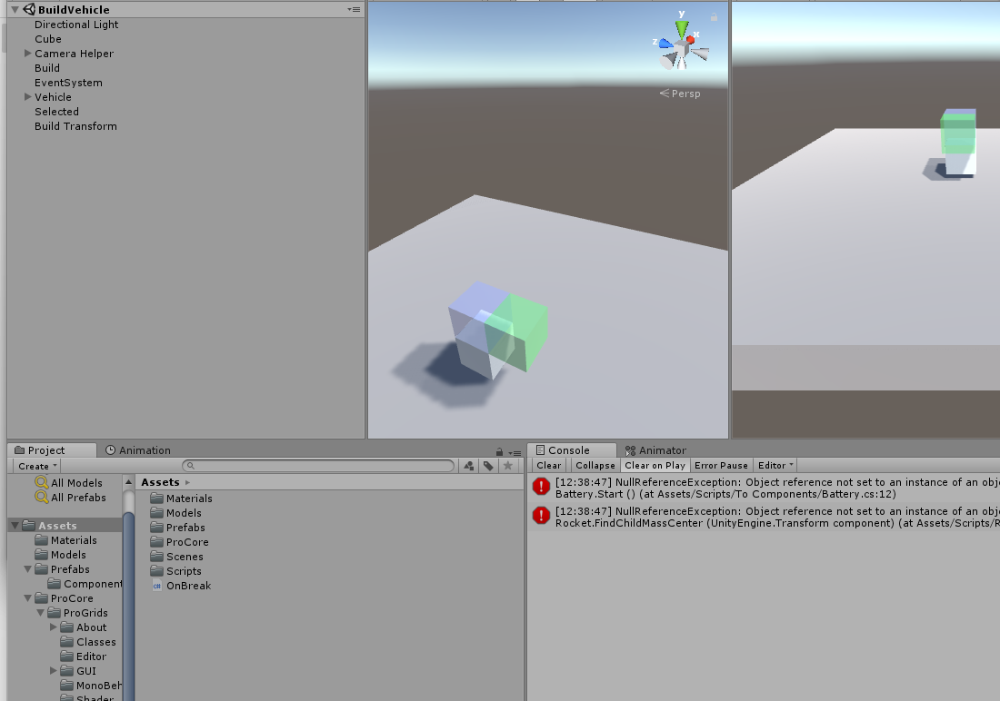 BuildVehicle
Directional Light
Cube
Camera Helper
Build
EventSystem
Vehicle
Selected
Build Transform
y
x
z
Persp
Project
Animation
Create
All Models
All Prefabs
Assets
Materials
Models
Prefabs
Component
ProCore
ProGrids
About
Classes
Editor
GUI
MonoBeh
Shader
Assets
Materials
Models
Prefabs
ProCore
Scenes
Scripts
c#
OnBreak
Console
Animator
Clear Collapse Clear on Play Error Pause Editor
[12:38:47] NullReferenceException: Object reference not set to an instance of an obj
Battery.Start () (at Assets/Scripts/To Components/Battery.cs:12)
[12:38:47] NullReferenceException: Object reference not set to an instance of an obj
Rocket.FindChildMassCenter (UnityEngine.Transform component) (at Assets/Scripts/R